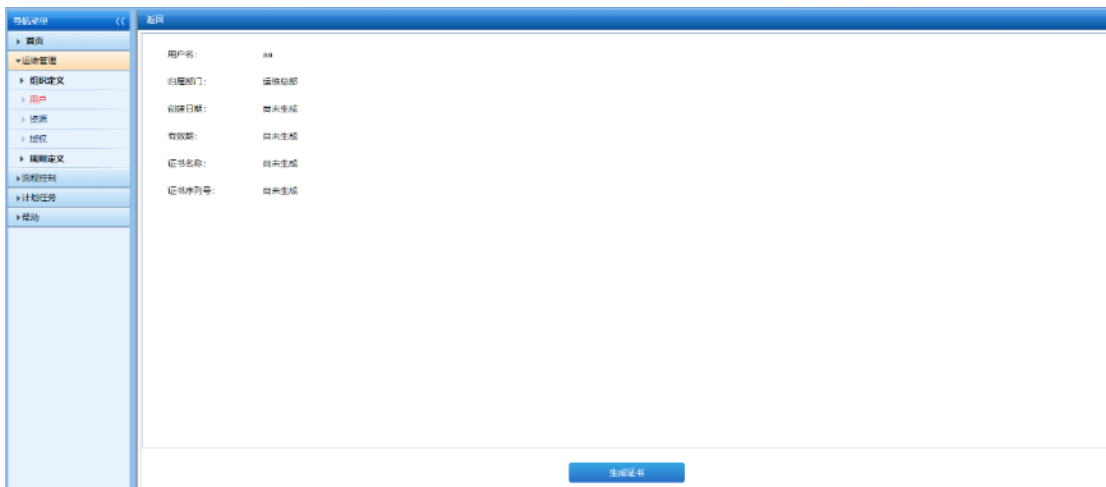 导航菜单 《 返回
首页
运维管理
组织定义
用户
资源
授权
规则定义
流程控制
计划任务
帮助
用户名: aa
归属部门: 运维总部
创建日期: 尚未生成
有效期: 尚未生成
证书名称: 尚未生成
证书序列号: 尚未生成
生成证书